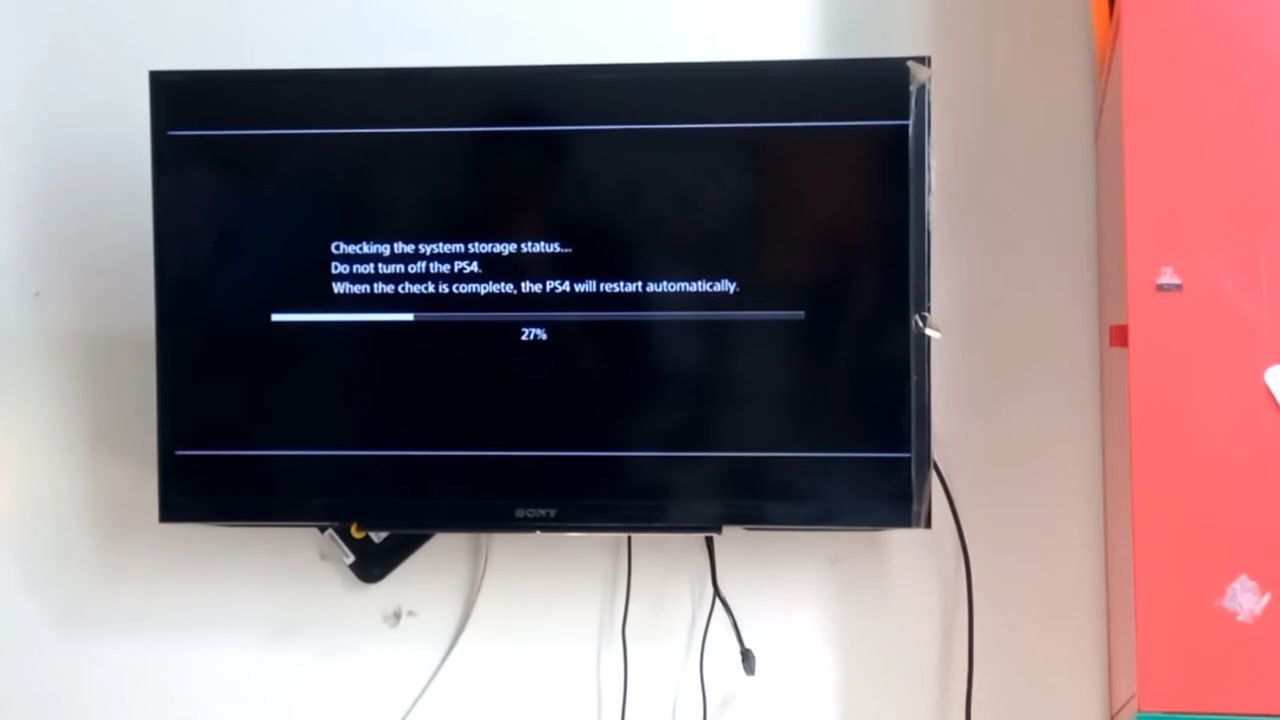 Checking the system storage status...
Do not turn off the PS4.
When the check is complete, the PS4 will restart automatically.
27%
SONY